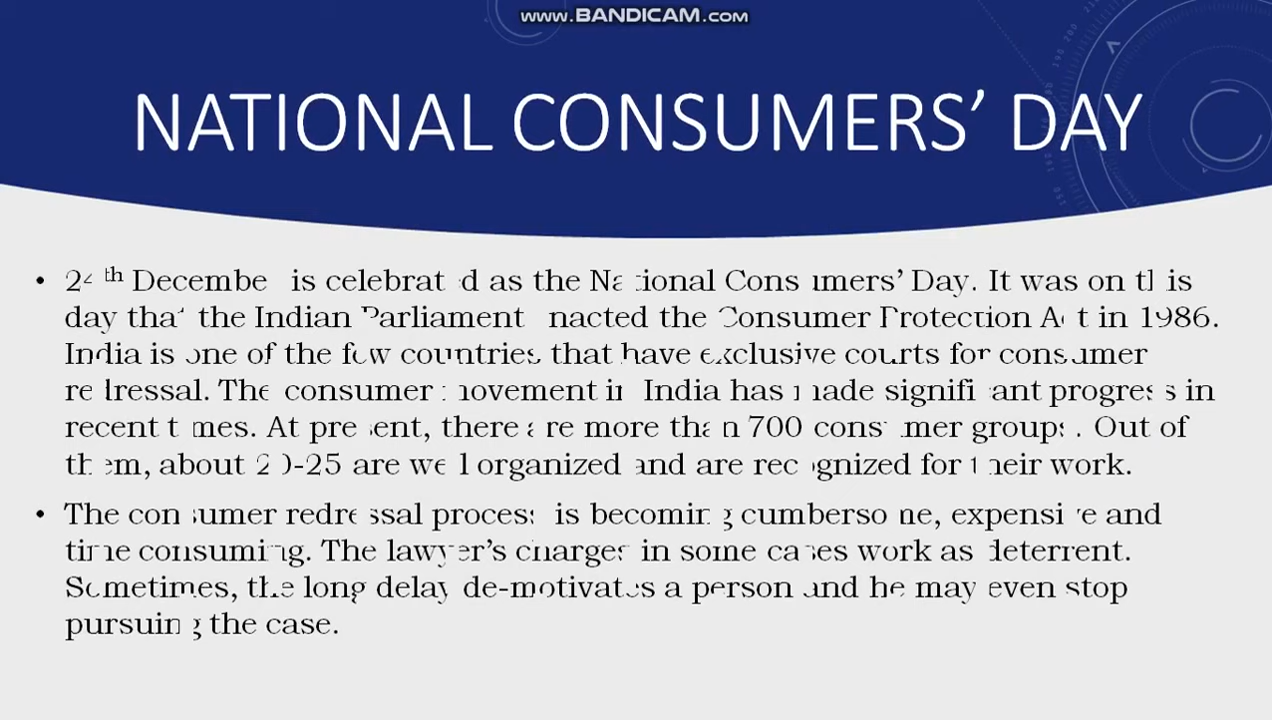 www.BANDICAM.com
NATIONAL CONSUMERS' DAY
• 24th December is celebrated as the National Consumers' Day. It was on this
day that the Indian Parliament enacted the Consumer Protection Act in 1986.
India is one of the few countries that have exclusive courts for consumer
redressal. The consumer movement in India has made significant progress in
recent times. At present, there are more than 700 consumer groups. Out of
them, about 20-25 are well organized and are recognized for their work.
• The consumer redressal process is becoming cumbersome, expensive and
time consuming. The lawyer's charges in some cases work as deterrent.
Sometimes, the long delay de-motivates a person and he may even stop
pursuing the case.